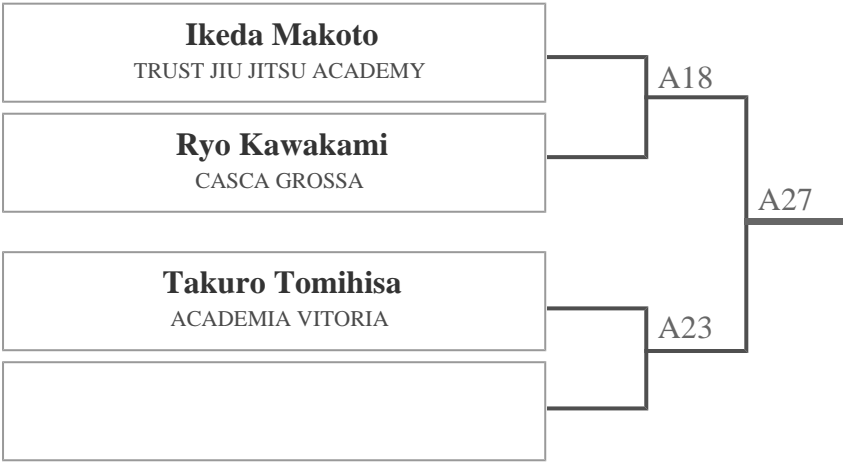 Ikeda Makoto
TRUST JIU JITSU ACADEMY
A18
Ryo Kawakami
CASCA GROSSA
A27
Takuro Tomihisa
ACADEMIA VITORIA
A23